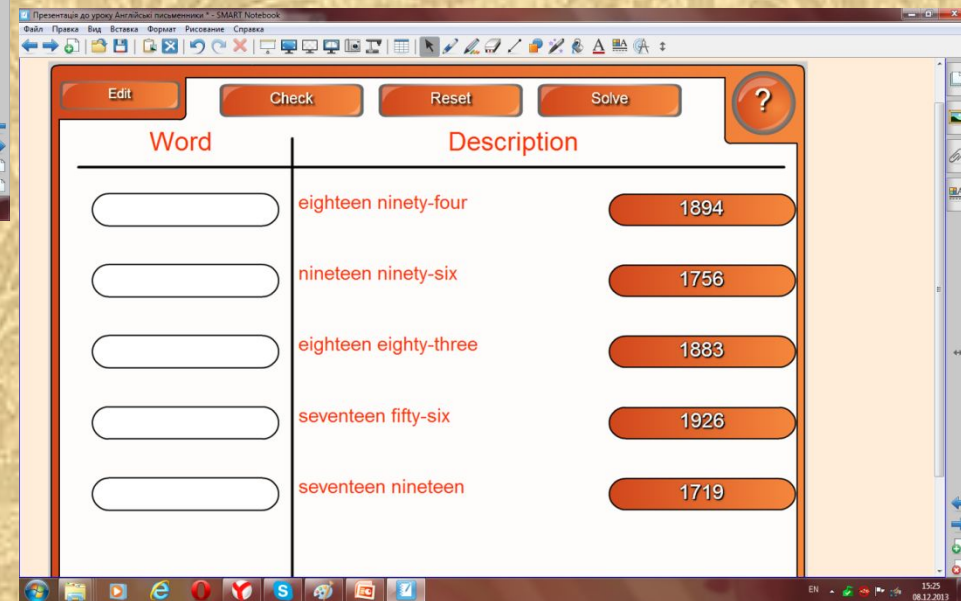 Презентація до уроку Англійські письменники * - SMART Notebook
Файл Правка Вид Вставка Формат Рисование Справка
Edit Check Reset Solve ?
Word Description
eighteen ninety-four 1894
nineteen ninety-six 1756
eighteen eighty-three 1883
seventeen fifty-six 1926
seventeen nineteen 1719
EN 15:25
08.12.2013